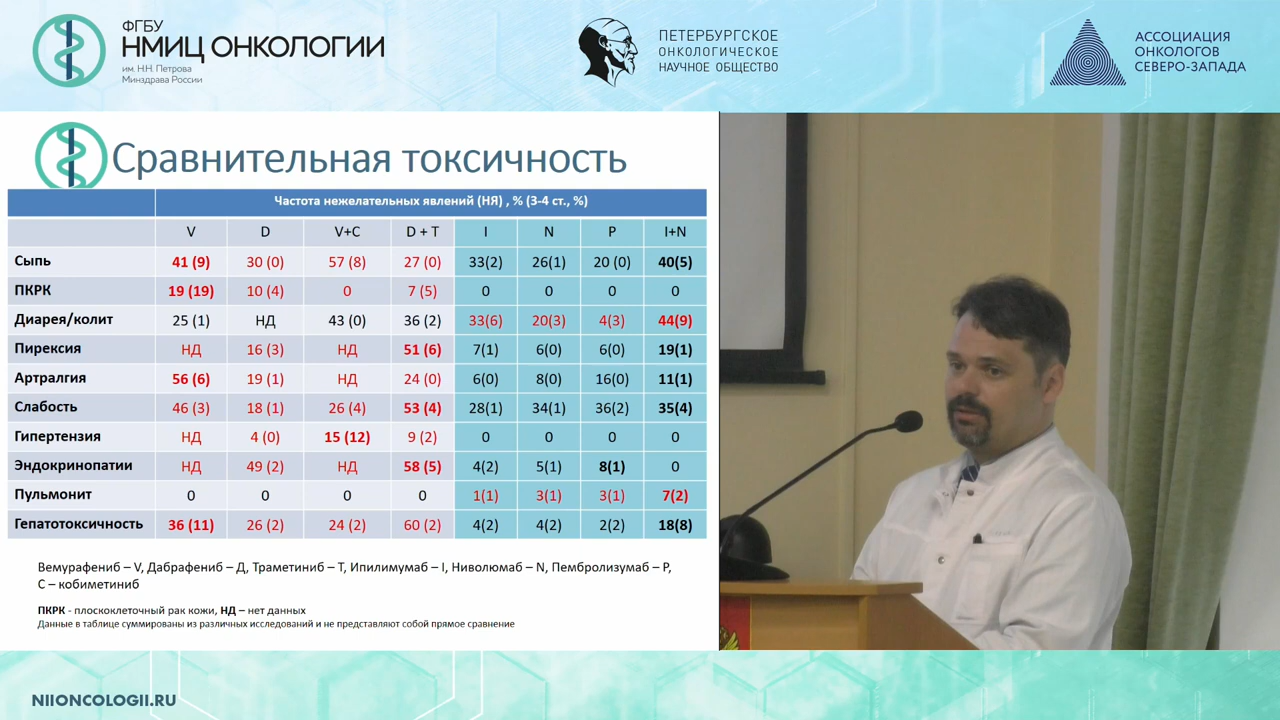 ФГБУ
НМИЦ ОНКОЛОГИИ
им. Н.Н. Петрова
Минздрава России
ПЕТЕРБУРГСКОЕ
ОНКОЛОГИЧЕСКОЕ
НАУЧНОЕ ОБЩЕСТВО
АССОЦИАЦИЯ
ОНКОЛОГОВ
СЕВЕРО-ЗАПАДА
Сравнительная токсичность
Частота нежелательных явлений (НЯ) , % (3-4 ст., %)
V D V+C D + T I N P I+N
Сыпь 41 (9) 30 (0) 57 (8) 27 (0) 33(2) 26(1) 20 (0) 40(5)
ПКРК 19 (19) 10 (4) 0 7 (5) 0 0 0 0
Диарея/колит 25 (1) НД 43 (0) 36 (2) 33(6) 20(3) 4(3) 44(9)
Пирексия НД 16 (3) НД 51 (6) 7(1) 6(0) 6(0) 19(1)
Артралгия 56 (6) 19 (1) НД 24 (0) 6(0) 8(0) 16(0) 11(1)
Слабость 46 (3) 18 (1) 26 (4) 53 (4) 28(1) 34(1) 36(2) 35(4)
Гипертензия НД 4 (0) 15 (12) 9 (2) 0 0 0 0
Эндокринопатии НД 49 (2) НД 58 (5) 4(2) 5(1) 8(1) 0
Пульмонит 0 0 0 0 1(1) 3(1) 3(1) 7(2)
Гепатотоксичность 36 (11) 26 (2) 24 (2) 60 (2) 4(2) 4(2) 2(2) 18(8)
Вемурафениб – V, Дабрафениб – Д, Траметиниб – Т, Ипилимумаб – I, Ниволюмаб – N, Пембролизумаб – P,
С – кобиметиниб
ПКРК - плоскоклеточный рак кожи, НД – нет данных
Данные в таблице суммированы из различных исследований и не представляют собой прямое сравнение
NIIONCOLOGII.RU